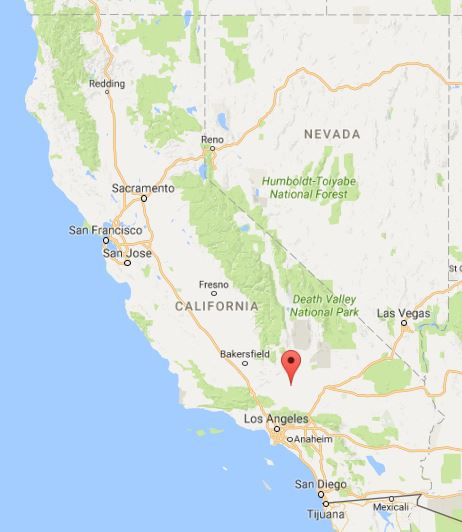 Redding
Reno
NEVADA
Humboldt-Toiyabe
National Forest
Sacramento
San Francisco
San Jose
Fresno
CALIFORNIA
Death Valley
National Park
Las Vegas
St G
Bakersfield
Los Angeles
Anaheim
San Diego
Tijuana
Mexicali